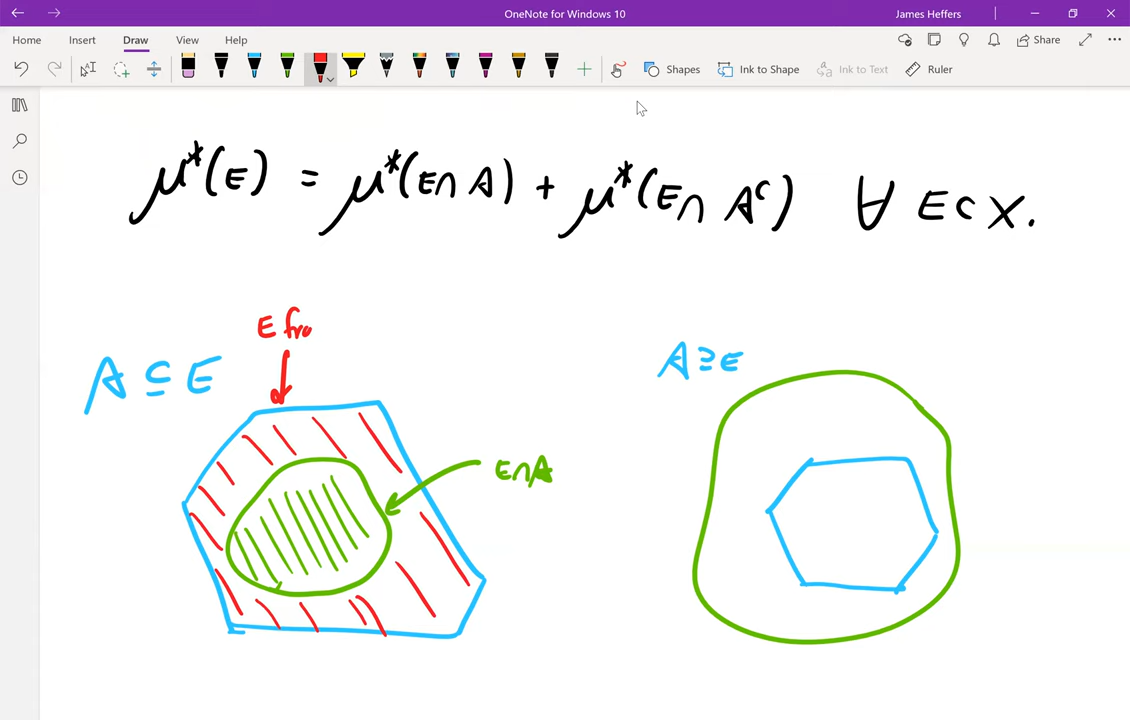 OneNote for Windows 10
James Heffers
Home Insert Draw View Help
Share
Shapes Ink to Shape Ink to Text Ruler
μ*(E) = μ*(E∩A) + μ*(E∩A^c) ∀ E⊂X.
E fro
A ⊆ E
A⊇E
E∩A